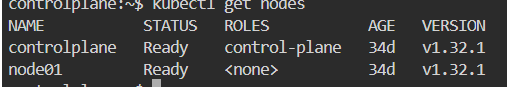 controlplane:~$ kubectl get nodes
NAME           STATUS   ROLES           AGE   VERSION
controlplane   Ready    control-plane   34d   v1.32.1
node01         Ready    <none>          34d   v1.32.1